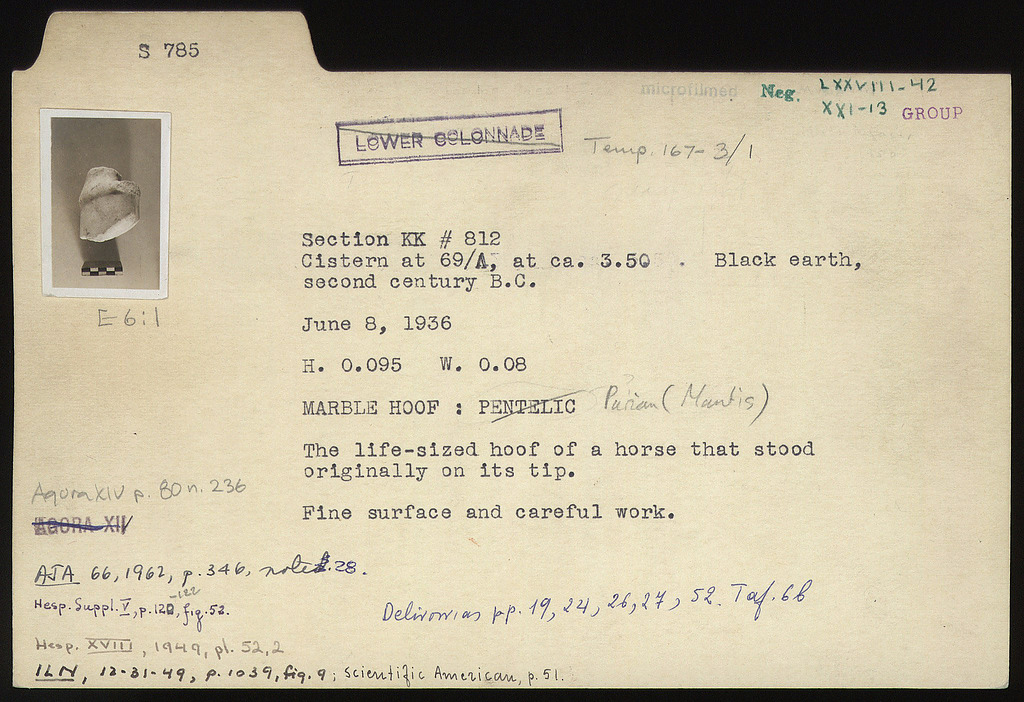 S 785
microfilmed
Neg. LXXVIII-42
XXI-13 GROUP
LOWER COLONNADE
Temp. 167-3/1
Section KK # 812
Cistern at 69/Λ, at ca. 3.50 . Black earth,
second century B.C.
E 6:1
June 8, 1936
H. 0.095 W. 0.08
MARBLE HOOF : PENTELIC Parian (Mantis)
The life-sized hoof of a horse that stood
originally on its tip.
Agora XIV p. 80 n. 236
Fine surface and careful work.
AGORA XIV
AJA 66, 1962, p. 346, note 28.
Hesp. Suppl. V, p. 120-122, fig. 52.
Delivorrias pp. 19, 24, 26, 27, 52. Taf. 6b
Hesp. XVIII, 1949, pl. 52,2
ILN, 12-31-49, p. 1039, fig. 9; Scientific American, p. 51.